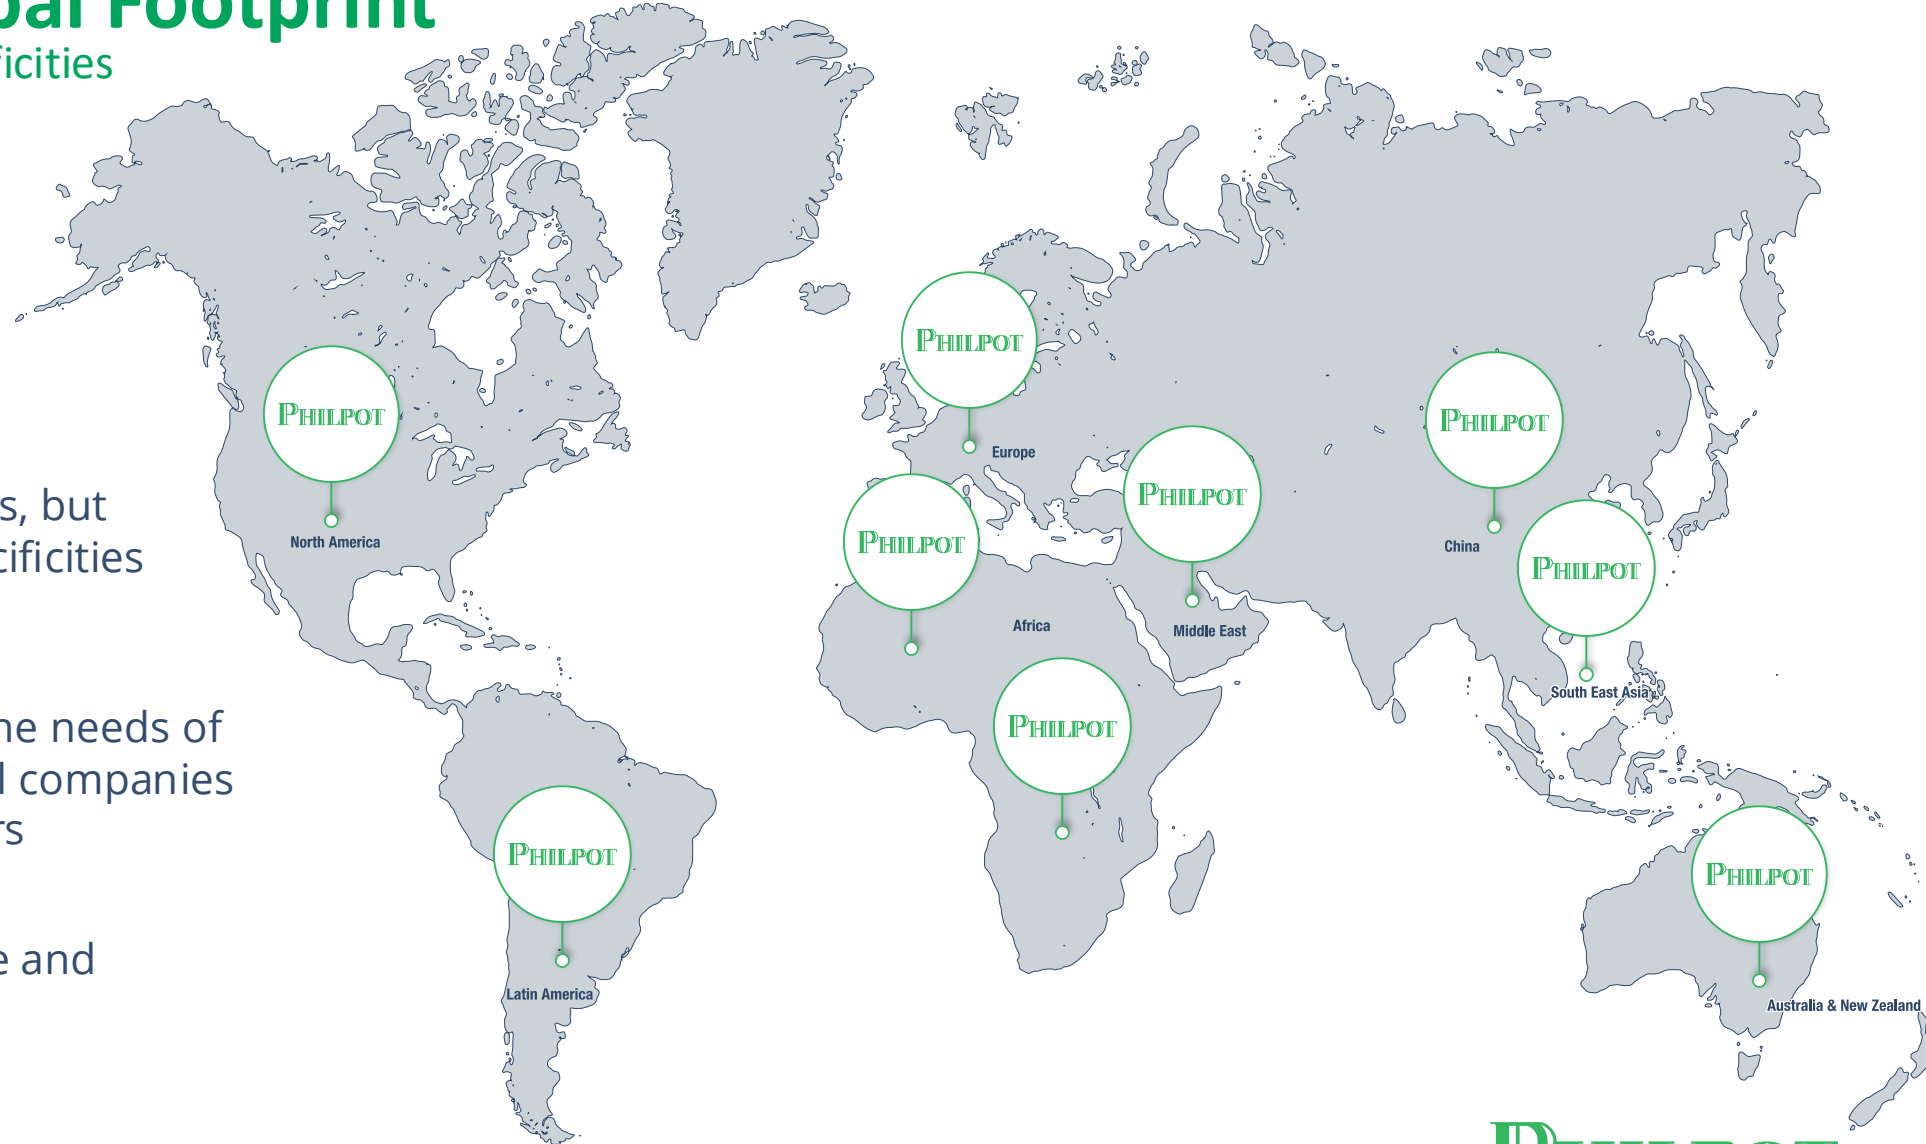 bal Footprint
ficities
s, but
cificities
he needs of
l companies
rs
e and
PHILPOT
North America
PHILPOT
Europe
PHILPOT
Africa
PHILPOT
Middle East
PHILPOT
China
PHILPOT
South East Asia
PHILPOT
PHILPOT
Latin America
PHILPOT
Australia & New Zealand
PHILPOT